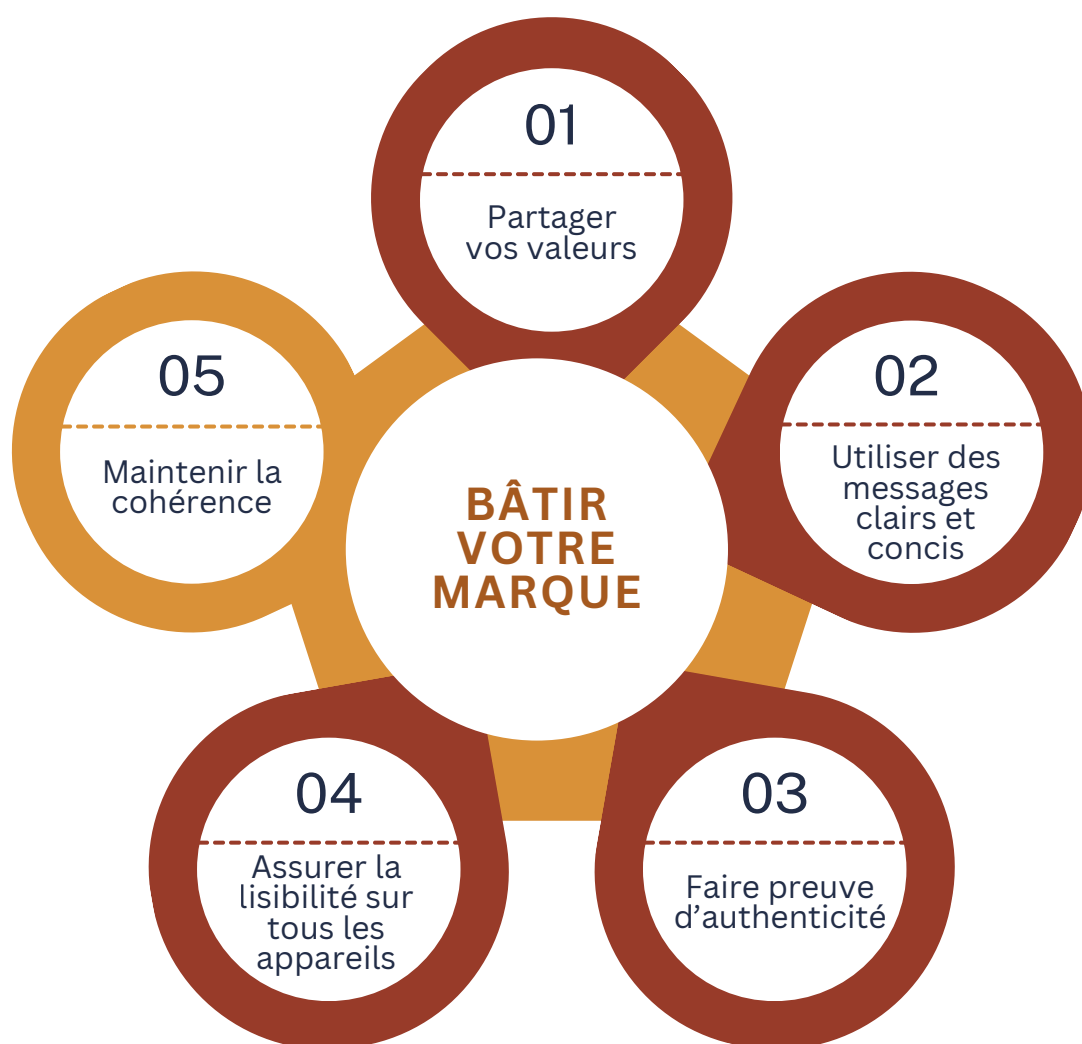 01
Partager
vos valeurs
02
Utiliser des
messages
clairs et
concis
03
Faire preuve
d’authenticité
04
Assurer la
lisibilité sur
tous les
appareils
05
Maintenir la
cohérence
BÂTIR
VOTRE
MARQUE